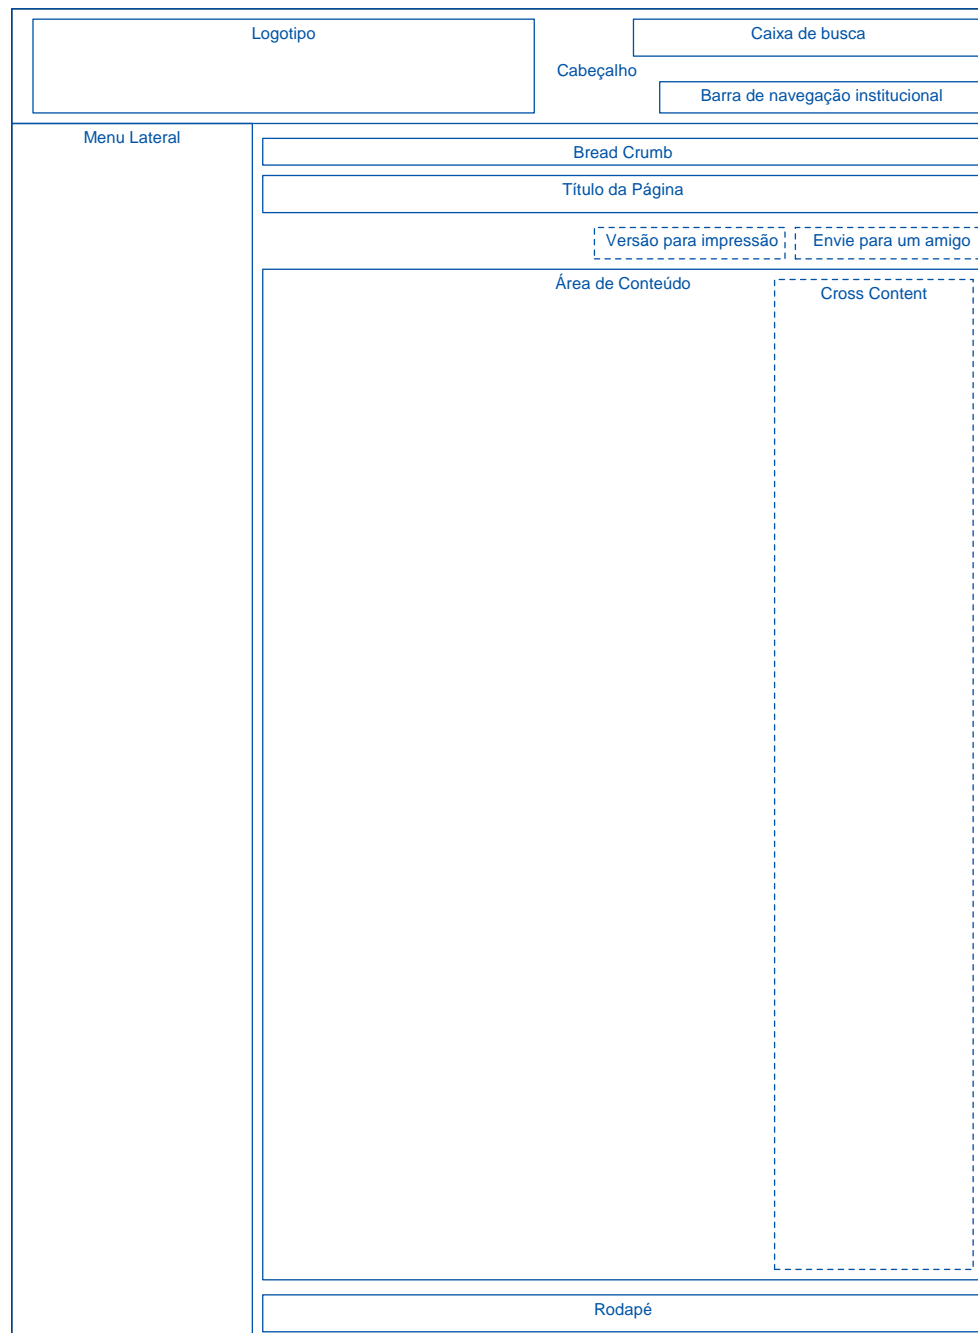 Logotipo
Caixa de busca
Cabeçalho
Barra de navegação institucional
Menu Lateral
Bread Crumb
Título da Página
Versão para impressão
Envie para um amigo
Área de Conteúdo
Cross Content
Rodapé